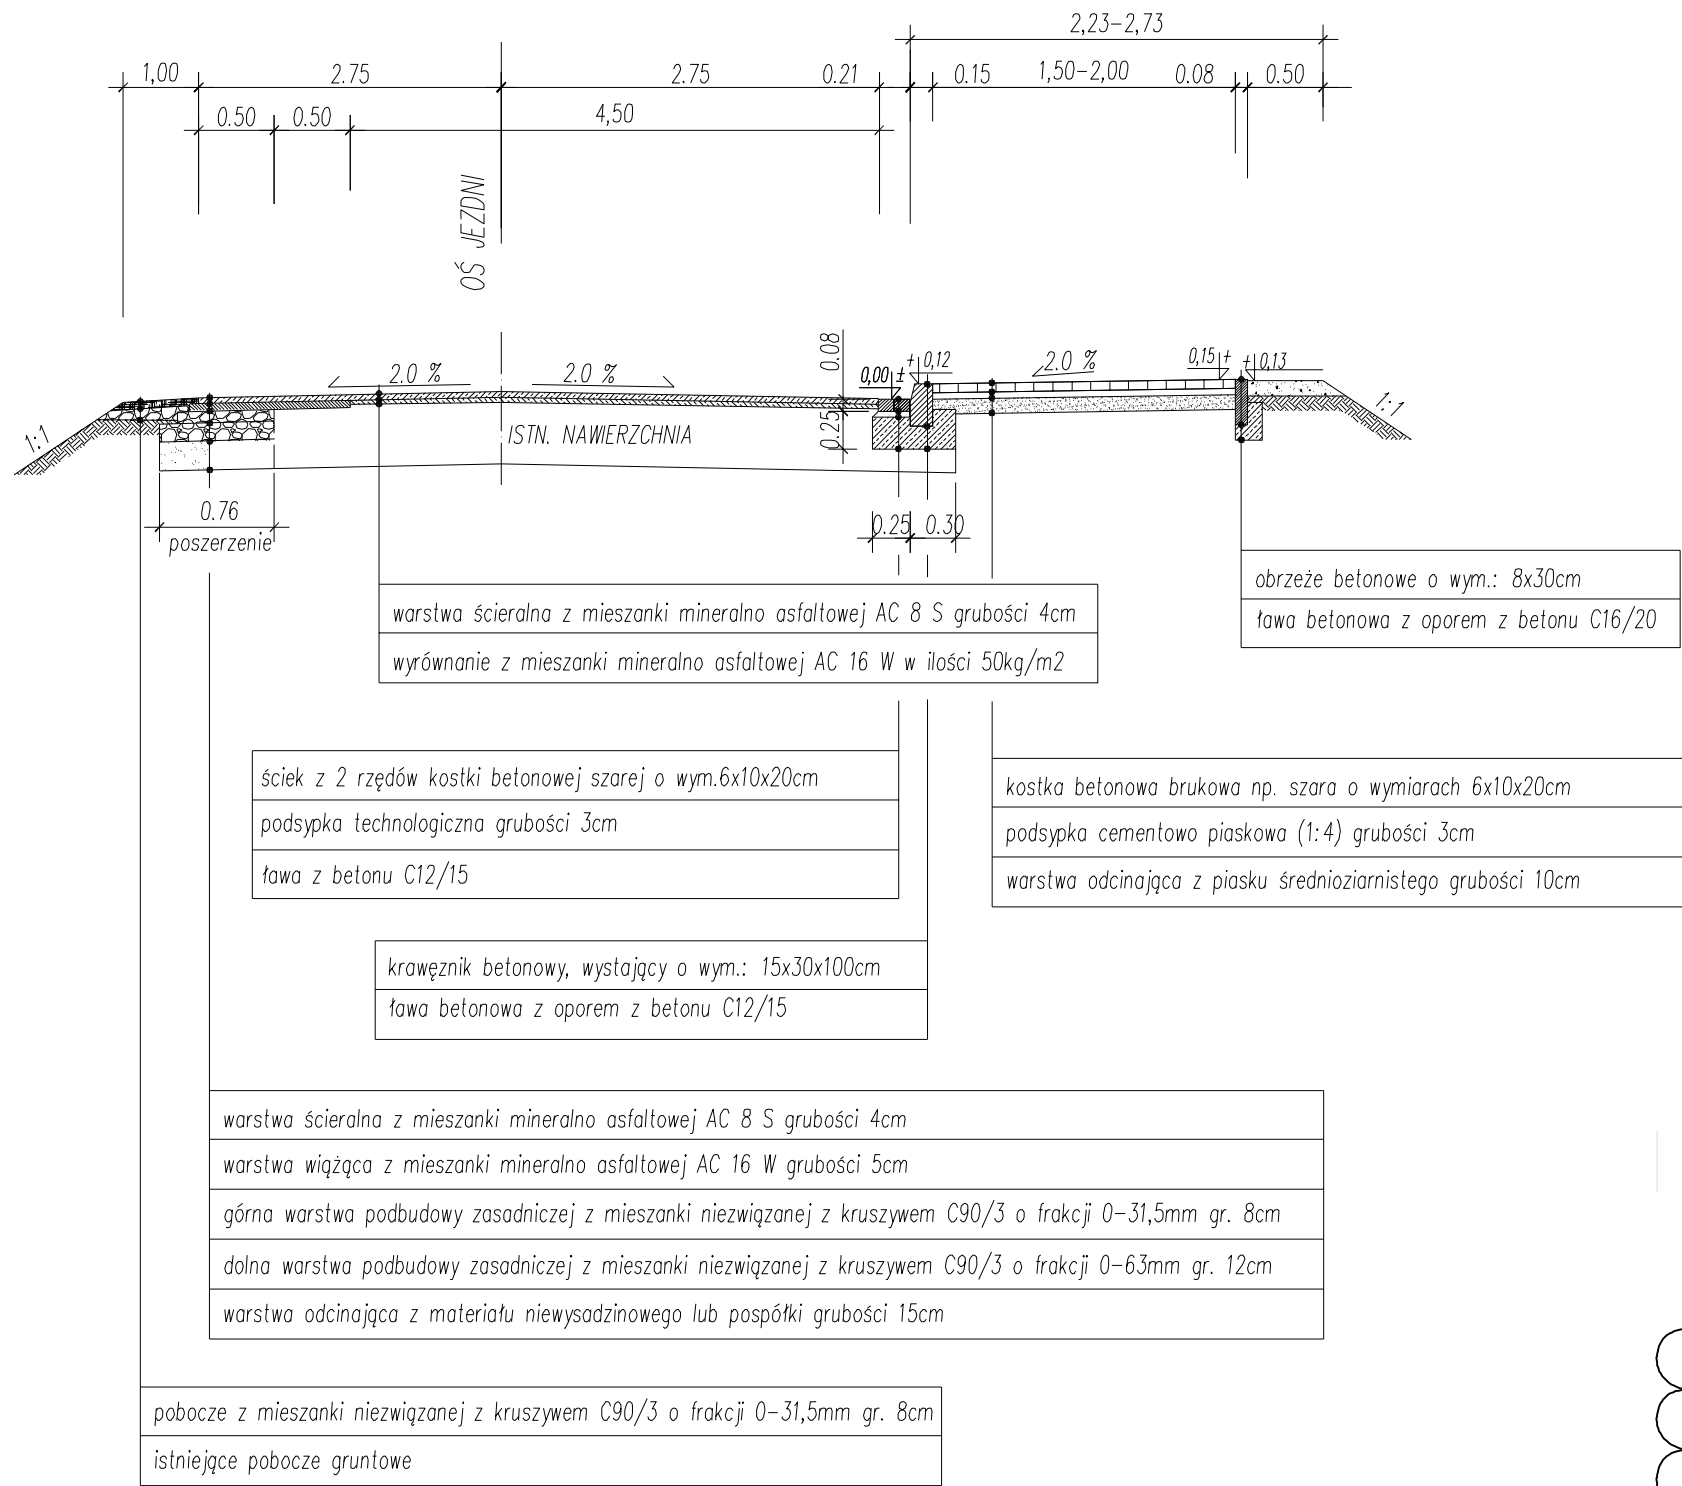 2,23-2,73
1,00 2.75 2.75 0.21 0.15 1,50-2,00 0.08 0.50
0.50 0.50 4,50
OŚ JEZDNI
0.08
2.0 % 2.0 % 0,00 ± +0,12 2.0 % 0,15+ +0,13
1:1 0.25 1:1
ISTN. NAWIERZCHNIA
0.76 0.25 0.30
poszerzenie
obrzeże betonowe o wym.: 8x30cm
ława betonowa z oporem z betonu C16/20
warstwa ścieralna z mieszanki mineralno asfaltowej AC 8 S grubości 4cm
wyrównanie z mieszanki mineralno asfaltowej AC 16 W w ilości 50kg/m2
ściek z 2 rzędów kostki betonowej szarej o wym.6x10x20cm
podsypka technologiczna grubości 3cm
ława z betonu C12/15
kostka betonowa brukowa np. szara o wymiarach 6x10x20cm
podsypka cementowo piaskowa (1:4) grubości 3cm
warstwa odcinająca z piasku średnioziarnistego grubości 10cm
krawęznik betonowy, wystający o wym.: 15x30x100cm
ława betonowa z oporem z betonu C12/15
warstwa ścieralna z mieszanki mineralno asfaltowej AC 8 S grubości 4cm
warstwa wiążąca z mieszanki mineralno asfaltowej AC 16 W grubości 5cm
górna warstwa podbudowy zasadniczej z mieszanki niezwiązanej z kruszywem C90/3 o frakcji 0-31,5mm gr. 8cm
dolna warstwa podbudowy zasadniczej z mieszanki niezwiązanej z kruszywem C90/3 o frakcji 0-63mm gr. 12cm
warstwa odcinająca z materiału niewysadzinowego lub pospółki grubości 15cm
pobocze z mieszanki niezwiązanej z kruszywem C90/3 o frakcji 0-31,5mm gr. 8cm
istniejące pobocze gruntowe